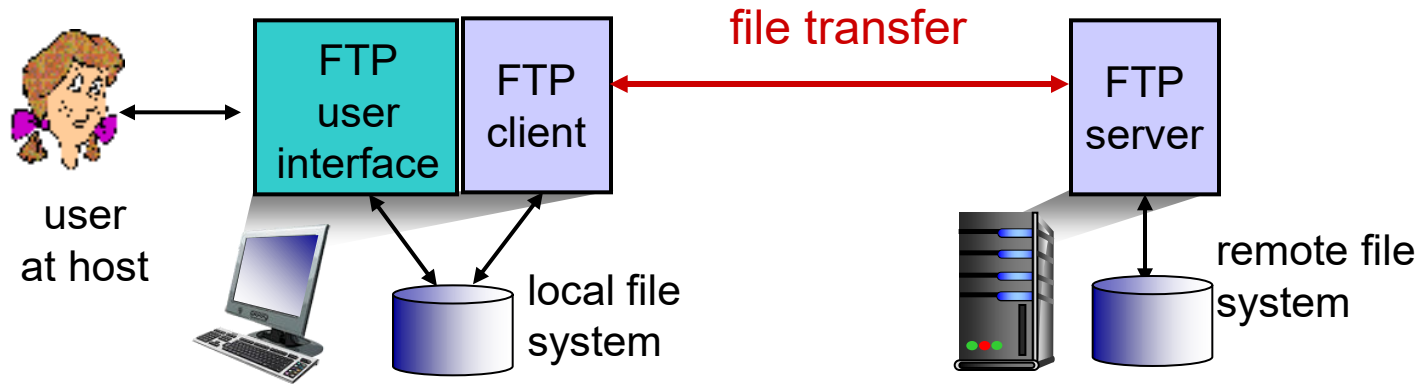 file transfer
FTP
user
interface
FTP
client
FTP
server
user
at host
local file
system
remote file
system